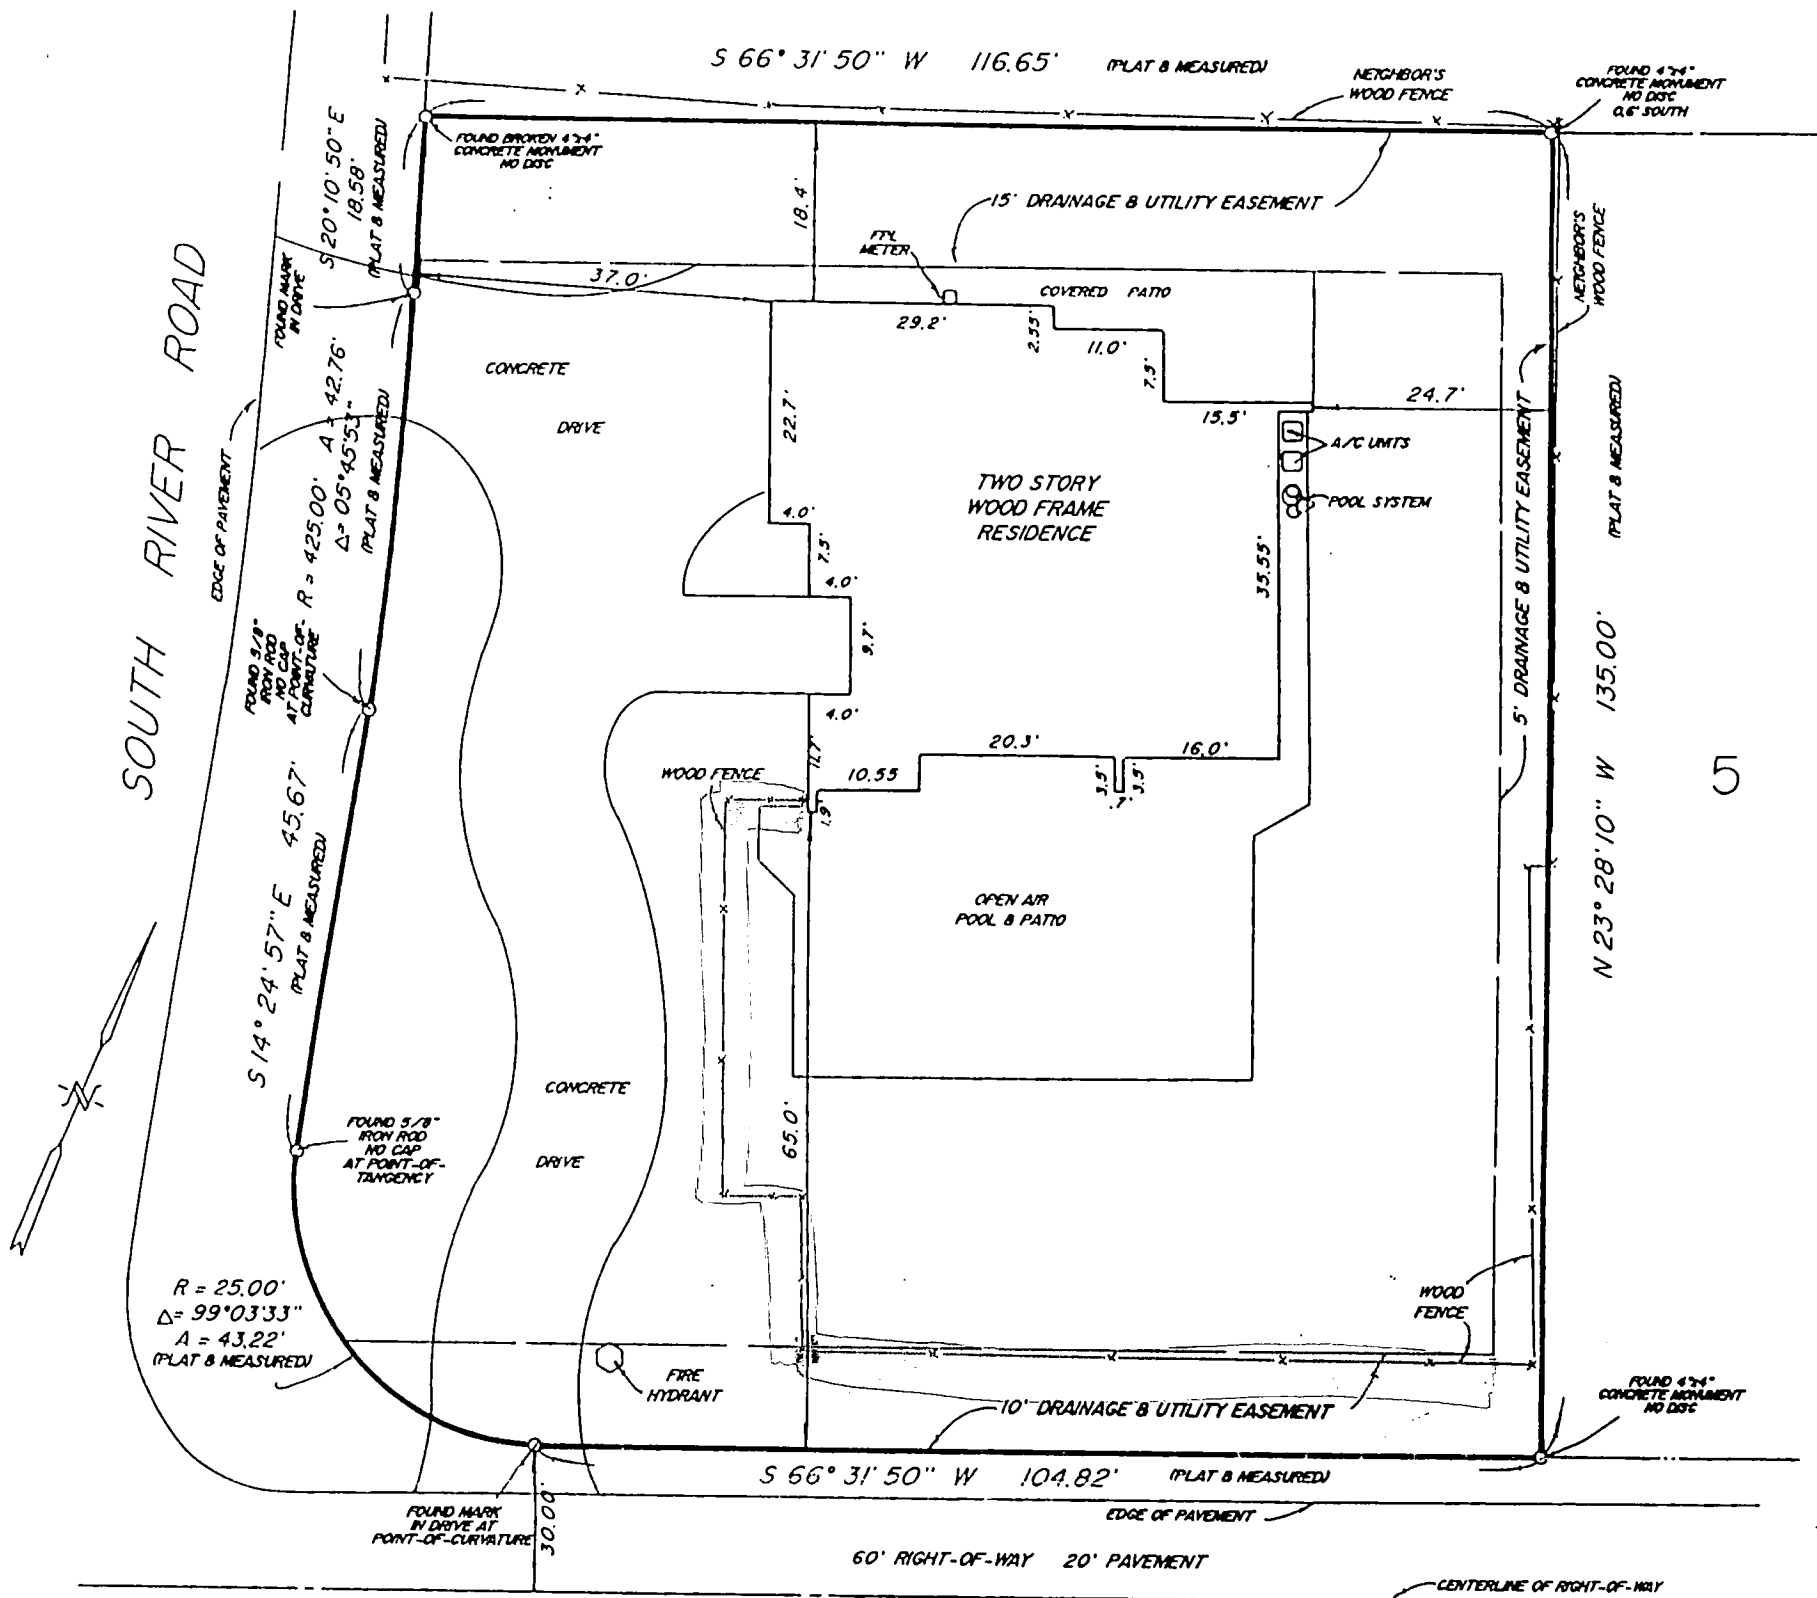 S 66° 31' 50" W 116.65' (PLAT & MEASURED)
NEIGHBOR'S
WOOD FENCE
FOUND 4"x4"
CONCRETE MONUMENT
NO DISC
0.6' SOUTH
FOUND BROKEN 4"x4"
CONCRETE MONUMENT
NO DISC
S 20° 10' 50" E
18.58'
(PLAT & MEASURED)
18.4'
15' DRAINAGE & UTILITY EASEMENT
NEIGHBOR'S
WOOD FENCE
FPL
METER
FOUND MARK
IN DRIVE
37.0'
COVERED PATIO
29.2'
2.55'
11.0'
7.5'
15.5'
24.7'
SOUTH RIVER ROAD
EDGE OF PAVEMENT
CONCRETE
DRIVE
22.7'
R = 425.00' A = 42.76'
Δ= 05°45'53"
(PLAT & MEASURED)
A/C UNITS
POOL SYSTEM
TWO STORY
WOOD FRAME
RESIDENCE
4.0'
7.5'
4.0'
9.7'
4.0'
35.55'
5' DRAINAGE & UTILITY EASEMENT
N 23° 28' 10" W 135.00' (PLAT & MEASURED)
5
FOUND 5/8"
IRON ROD
NO CAP
AT POINT-OF-
CURVATURE
11.7'
WOOD FENCE
10.55
1.9'
20.3'
3.5'
.7'
3.5'
16.0'
S 14° 24' 57" E 45.67'
(PLAT & MEASURED)
OPEN AIR
POOL & PATIO
N
CONCRETE
DRIVE
65.0'
FOUND 5/8"
IRON ROD
NO CAP
AT POINT-OF-
TANGENCY
R = 25.00'
Δ= 99°03'33"
A = 43.22'
(PLAT & MEASURED)
WOOD
FENCE
FIRE
HYDRANT
10' DRAINAGE & UTILITY EASEMENT
FOUND 4"x4"
CONCRETE MONUMENT
NO DISC
S 66° 31' 50" W 104.82' (PLAT & MEASURED)
FOUND MARK
IN DRIVE AT
POINT-OF-CURVATURE
30.00'
EDGE OF PAVEMENT
60' RIGHT-OF-WAY 20' PAVEMENT
CENTERLINE OF RIGHT-OF-WAY